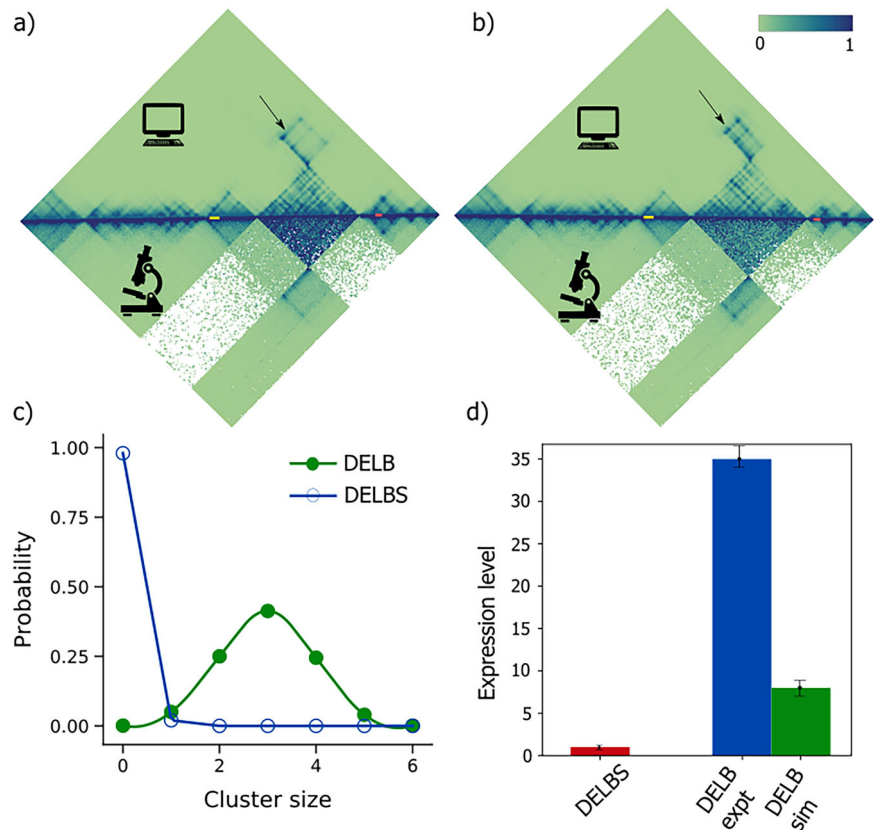 a)
b)
0 1
c)
1.00
0.75
0.50
0.25
0.00
Probability
0 2 4 6
Cluster size
DELB
DELBS
d)
35
30
25
20
15
10
5
0
Expression level
DELBS
DELB
expt
DELB
sim